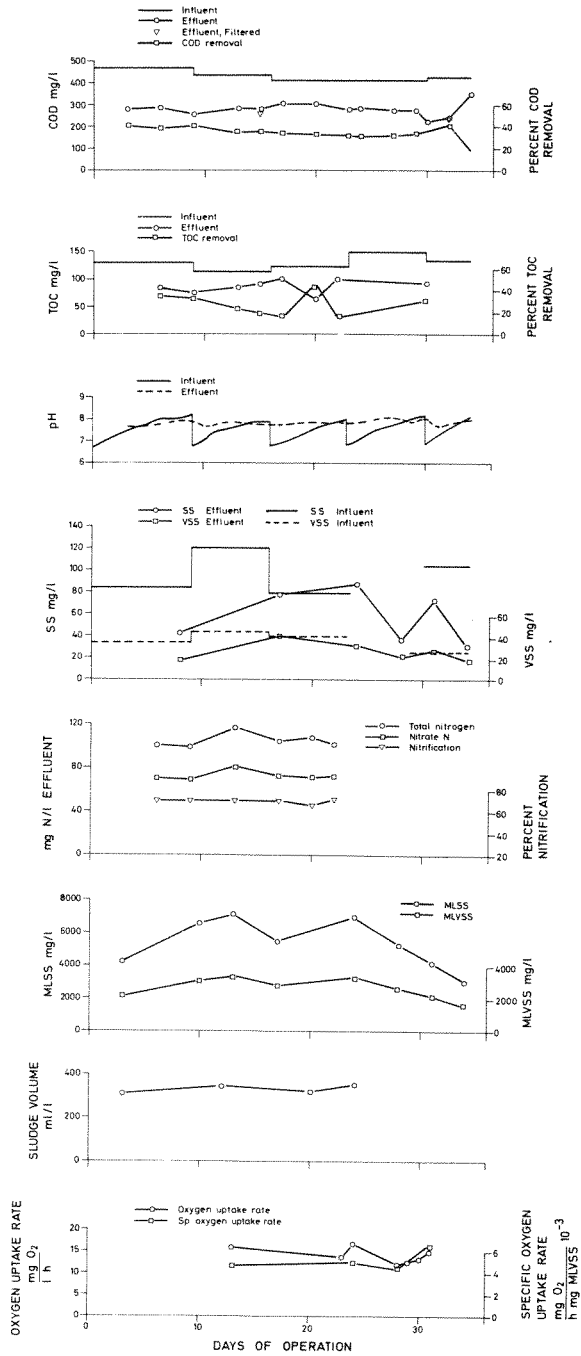 Influent
Effluent
Effluent, Filtered
COD removal
COD mg/l
500
400
300
200
100
0
60
40
20
0
PERCENT COD
REMOVAL
Influent
Effluent
TOC removal
TOC mg/l
150
100
50
0
60
40
20
0
PERCENT TOC
REMOVAL
Influent
Effluent
pH
9
8
7
6
SS Effluent
VSS Effluent
SS Influent
VSS Influent
SS mg/l
140
120
100
80
60
40
20
0
60
40
20
0
VSS mg/l
Total nitrogen
Nitrate N
Nitrification
mg N/l EFFLUENT
120
80
40
0
80
60
40
20
PERCENT
NITRIFICATION
MLSS
MLVSS
MLSS mg/l
8000
6000
4000
2000
0
4000
2000
0
MLVSS mg/l
SLUDGE VOLUME
ml/l
400
200
0
Oxygen uptake rate
Sp oxygen uptake rate
OXYGEN UPTAKE RATE
mg O2
l h
20
15
10
5
0
6
4
2
0
SPECIFIC OXYGEN
UPTAKE RATE
mg O2 10-3
h mg MLVSS
0
10
20
30
DAYS OF OPERATION